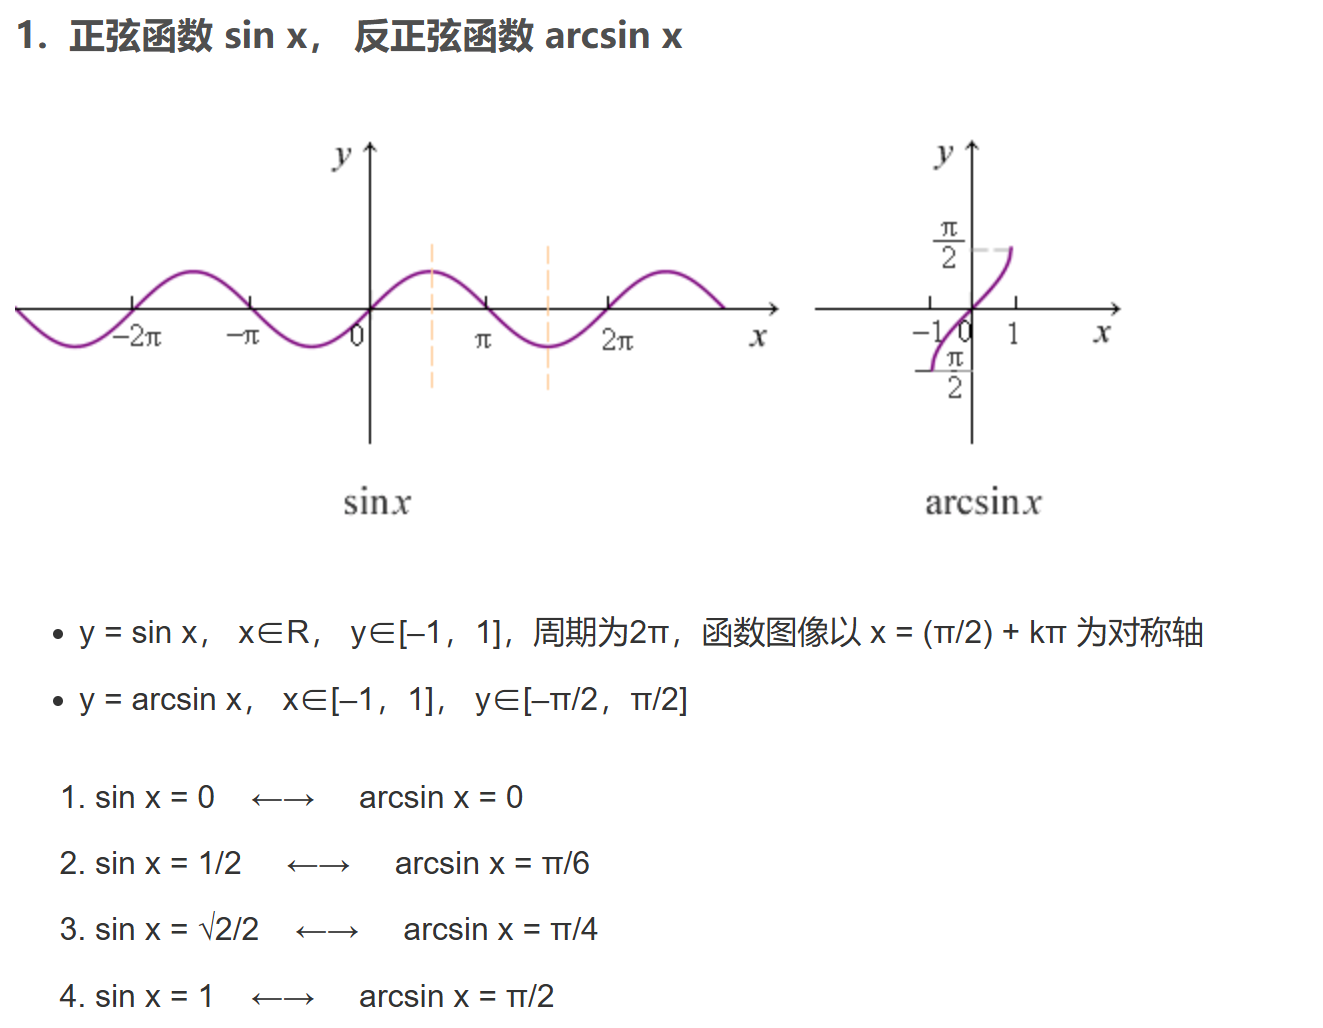 1. 正弦函数 sin x， 反正弦函数 arcsin x
y
y
π/2
–2π –π 0 π 2π x
–1 0 1 x
–π/2
sinx
arcsinx
• y = sin x， x∈R， y∈[–1，1]，周期为2π，函数图像以 x = (π/2) + kπ 为对称轴
• y = arcsin x， x∈[–1，1]， y∈[–π/2，π/2]
1. sin x = 0 ←→ arcsin x = 0
2. sin x = 1/2 ←→ arcsin x = π/6
3. sin x = √2/2 ←→ arcsin x = π/4
4. sin x = 1 ←→ arcsin x = π/2